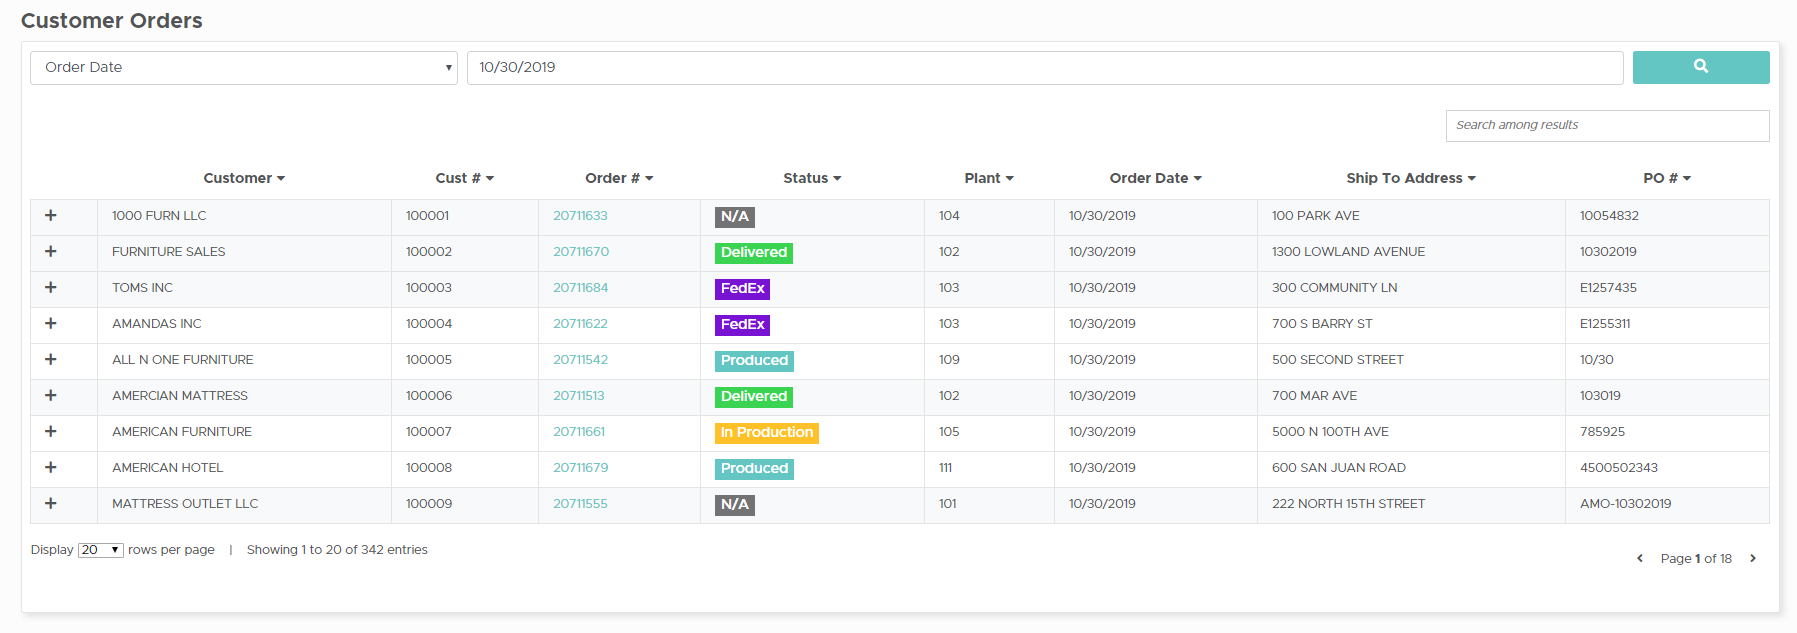 Customer Orders
Order Date 10/30/2019
Search among results
Customer Cust # Order # Status Plant Order Date Ship To Address PO #
+ 1000 FURN LLC 100001 20711633 N/A 104 10/30/2019 100 PARK AVE 10054832
+ FURNITURE SALES 100002 20711670 Delivered 102 10/30/2019 1300 LOWLAND AVENUE 10302019
+ TOMS INC 100003 20711684 FedEx 103 10/30/2019 300 COMMUNITY LN E1257435
+ AMANDAS INC 100004 20711622 FedEx 103 10/30/2019 700 S BARRY ST E1255311
+ ALL N ONE FURNITURE 100005 20711542 Produced 109 10/30/2019 500 SECOND STREET 10/30
+ AMERCIAN MATTRESS 100006 20711513 Delivered 102 10/30/2019 700 MAR AVE 103019
+ AMERICAN FURNITURE 100007 20711661 In Production 105 10/30/2019 5000 N 100TH AVE 785925
+ AMERICAN HOTEL 100008 20711679 Produced 111 10/30/2019 600 SAN JUAN ROAD 4500502343
+ MATTRESS OUTLET LLC 100009 20711555 N/A 101 10/30/2019 222 NORTH 15TH STREET AMO-10302019
Display 20 rows per page | Showing 1 to 20 of 342 entries
Page 1 of 18